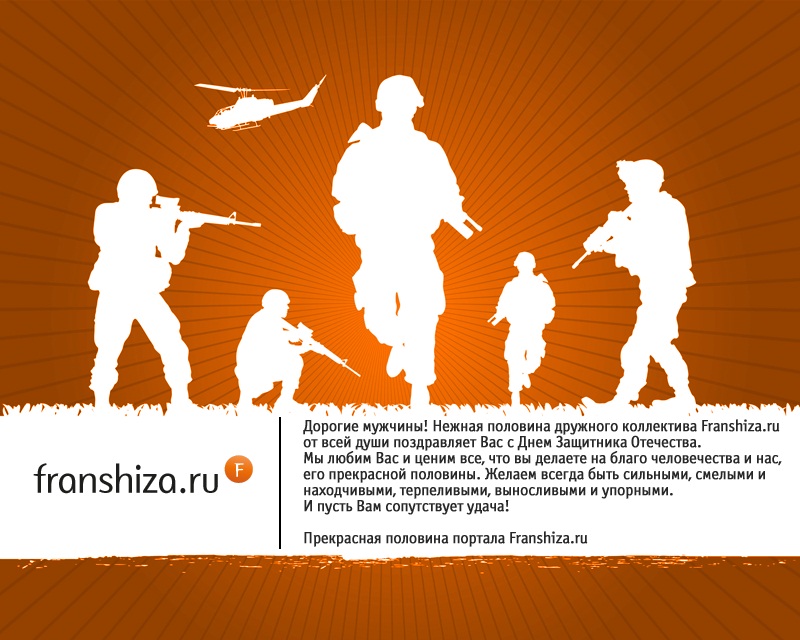 franshiza.ru F
Дорогие мужчины! Нежная половина дружного коллектива Franshiza.ru
от всей души поздравляет Вас с Днем Защитника Отечества.
Мы любим Вас и ценим все, что вы делаете на благо человечества и нас,
его прекрасной половины. Желаем всегда быть сильными, смелыми и
находчивыми, терпеливыми, выносливыми и упорными.
И пусть Вам сопутствует удача!
Прекрасная половина портала Franshiza.ru